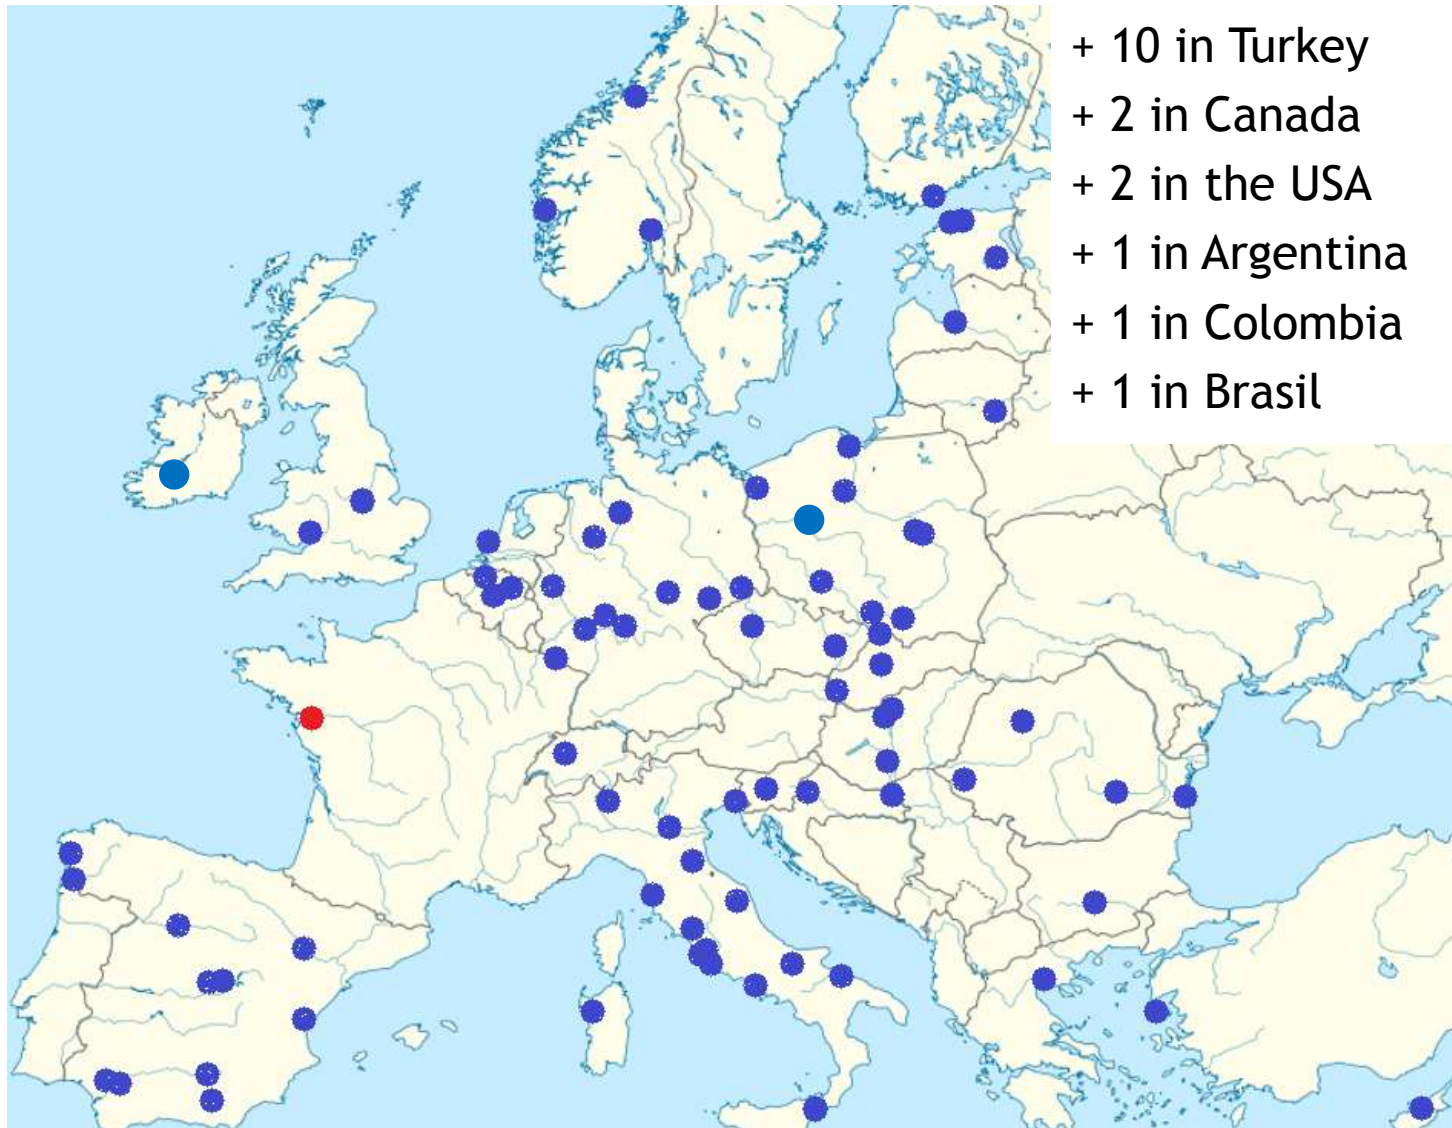 + 10 in Turkey
+ 2 in Canada
+ 2 in the USA
+ 1 in Argentina
+ 1 in Colombia
+ 1 in Brasil